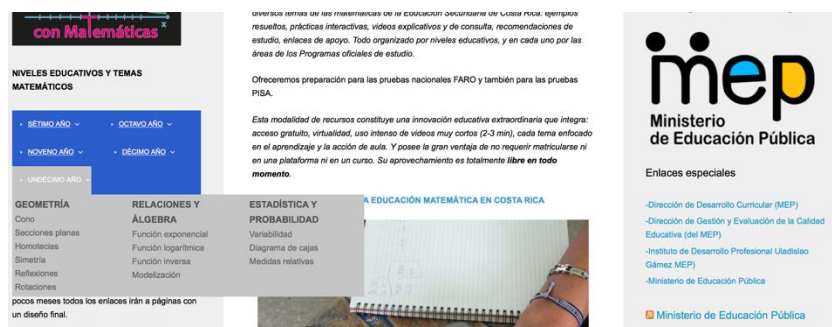 con Matemáticas
x
NIVELES EDUCATIVOS Y TEMAS
MATEMÁTICOS
SÉTIMO AÑO
OCTAVO AÑO
NOVENO AÑO
DÉCIMO AÑO
UNDÉCIMO AÑO
GEOMETRÍA
Cono
Secciones planas
Homotecias
Simetría
Reflexiones
Rotaciones
RELACIONES Y
ÁLGEBRA
Función exponencial
Función logarítmica
Función inversa
Modelización
ESTADÍSTICA Y
PROBABILIDAD
Variabilidad
Diagrama de cajas
Medidas relativas
pocos meses todos los enlaces irán a páginas con
un diseño final.
diversos temas de las matemáticas de la Educación Secundaria de Costa Rica: ejemplos
resueltos, prácticas interactivas, videos explicativos y de consulta, recomendaciones de
estudio, enlaces de apoyo. Todo organizado por niveles educativos, y en cada uno por las
áreas de los Programas oficiales de estudio.
Ofreceremos preparación para las pruebas nacionales FARO y también para las pruebas
PISA.
Esta modalidad de recursos constituye una innovación educativa extraordinaria que integra:
acceso gratuito, virtualidad, uso intenso de videos muy cortos (2-3 min), cada tema enfocado
en el aprendizaje y la acción de aula. Y posee la gran ventaja de no requerir matricularse ni
en una plataforma ni en un curso. Su aprovechamiento es totalmente libre en todo
momento.
A EDUCACIÓN MATEMÁTICA EN COSTA RICA
mep
Ministerio
de Educación Pública
Enlaces especiales
-Dirección de Desarrollo Curricular (MEP)
-Dirección de Gestión y Evaluación de la Calidad
Educativa (del MEP)
-Instituto de Desarrollo Profesional Uladislao
Gámez MEP)
-Ministerio de Educación Pública
Ministerio de Educación Pública